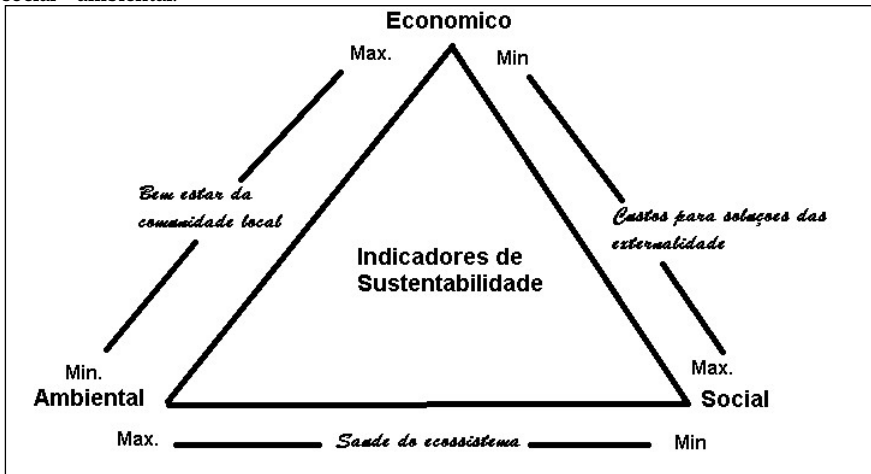 Economico
Max.
Min
Bem estar da
comunidade local
Custos para soluçoes das
externalidade
Indicadores de
Sustentabilidade
Min.
Max.
Ambiental
Social
Max.
Saude do ecossistema
Min